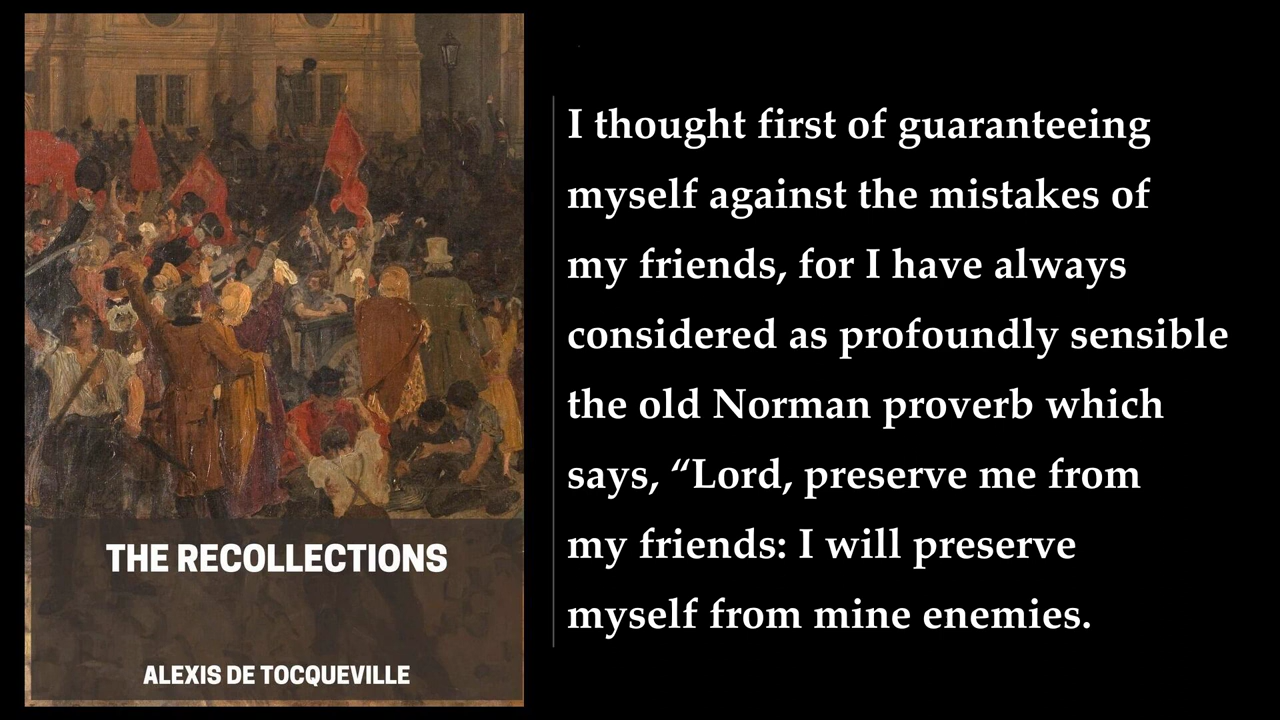 THE RECOLLECTIONS
ALEXIS DE TOCQUEVILLE
I thought first of guaranteeing
myself against the mistakes of
my friends, for I have always
considered as profoundly sensible
the old Norman proverb which
says, “Lord, preserve me from
my friends: I will preserve
myself from mine enemies.